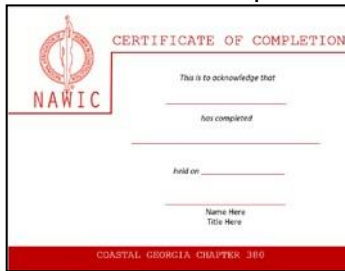 CERTIFICATE OF COMPLETION
NAWIC
This is to acknowledge that
has completed
held on
Name Here
Title Here
COASTAL GEORGIA CHAPTER 380